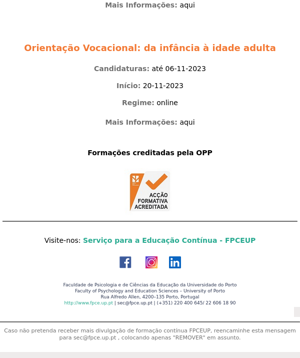 Mais Informações: aqui
Orientação Vocacional: da infância à idade adulta
Candidaturas: até 06-11-2023
Início: 20-11-2023
Regime: online
Mais Informações: aqui
Formações creditadas pela OPP
ACÇÃO
FORMATIVA
ACREDITADA
Visite-nos: Serviço para a Educação Contínua - FPCEUP
Faculdade de Psicologia e de Ciências da Educação da Universidade do Porto
Faculty of Psychology and Education Sciences – University of Porto
Rua Alfredo Allen, 4200–135 Porto, Portugal
http://www.fpce.up.pt | sec@fpce.up.pt | (+351) 220 400 645/ 22 606 18 90
Caso não pretenda receber mais divulgação de formação contínua FPCEUP, reencaminhe esta mensagem
para sec@fpce.up.pt , colocando apenas "REMOVER" em assunto.